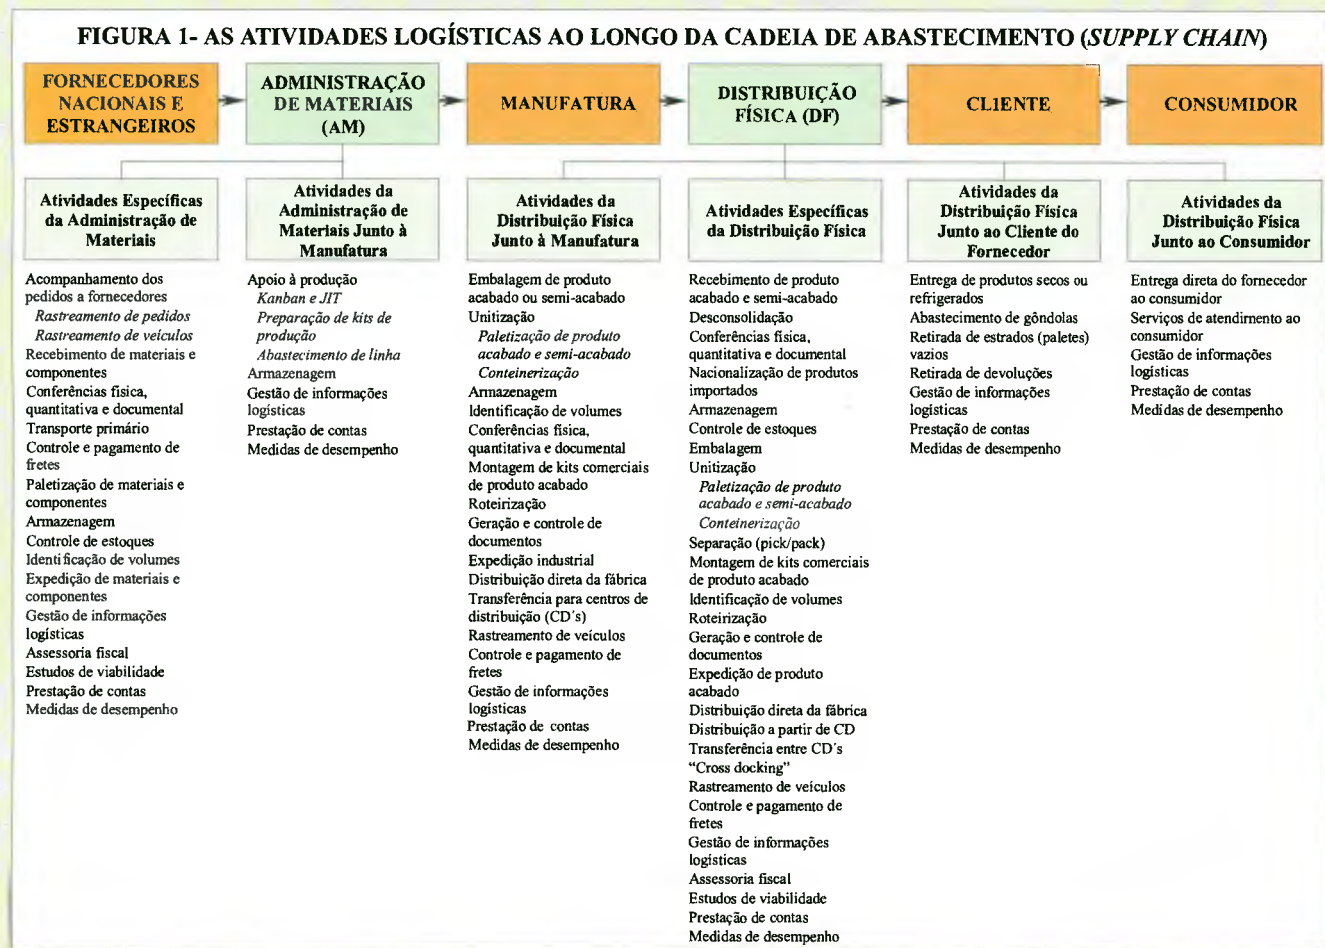 FIGURA 1- AS ATIVIDADES LOGÍSTICAS AO LONGO DA CADEIA DE ABASTECIMENTO (SUPPLY CHAIN)
FORNECEDORES
NACIONAIS E
ESTRANGEIROS
ADMINISTRAÇÃO
DE MATERIAIS
(AM)
MANUFATURA
DISTRIBUIÇÃO
FÍSICA (DF)
CLIENTE
CONSUMIDOR
Atividades Específicas
da Administração de
Materiais
Atividades da
Administração de
Materiais Junto à
Manufatura
Atividades da
Distribuição Física
Junto à Manufatura
Atividades Específicas
da Distribuição Física
Atividades da
Distribuição Física
Junto ao Cliente do
Fornecedor
Atividades da
Distribuição Física
Junto ao Consumidor
Acompanhamento dos
pedidos a fornecedores
Rastreamento de pedidos
Rastreamento de veículos
Recebimento de materiais e
componentes
Conferências física,
quantitativa e documental
Transporte primário
Controle e pagamento de
fretes
Paletização de materiais e
componentes
Armazenagem
Controle de estoques
Identificação de volumes
Expedição de materiais e
componentes
Gestão de informações
logísticas
Assessoria fiscal
Estudos de viabilidade
Prestação de contas
Medidas de desempenho
Apoio à produção
Kanban e JIT
Preparação de kits de
produção
Abastecimento de linha
Armazenagem
Gestão de informações
logísticas
Prestação de contas
Medidas de desempenho
Embalagem de produto
acabado ou semi-acabado
Unitização
Paletização de produto
acabado e semi-acabado
Conteinerização
Armazenagem
Identificação de volumes
Conferências física,
quantitativa e documental
Montagem de kits comerciais
de produto acabado
Roteirização
Geração e controle de
documentos
Expedição industrial
Distribuição direta da fábrica
Transferência para centros de
distribuição (CD´s)
Rastreamento de veículos
Controle e pagamento de
fretes
Gestão de informações
logísticas
Prestação de contas
Medidas de desempenho
Recebimento de produto
acabado e semi-acabado
Desconsolidação
Conferências física,
quantitativa e documental
Nacionalização de produtos
importados
Armazenagem
Controle de estoques
Embalagem
Unitização
Paletização de produto
acabado e semi-acabado
Conteinerização
Separação (pick/pack)
Montagem de kits comerciais
de produto acabado
Identificação de volumes
Roteirização
Geração e controle de
documentos
Expedição de produto
acabado
Distribuição direta da fábrica
Distribuição a partir de CD
Transferência entre CD´s
“Cross docking”
Rastreamento de veículos
Controle e pagamento de
fretes
Gestão de informações
logísticas
Assessoria fiscal
Estudos de viabilidade
Prestação de contas
Medidas de desempenho
Entrega de produtos secos ou
refrigerados
Abastecimento de gôndolas
Retirada de estrados (paletes)
vazios
Retirada de devoluções
Gestão de informações
logísticas
Prestação de contas
Medidas de desempenho
Entrega direta do fornecedor
ao consumidor
Serviços de atendimento ao
consumidor
Gestão de informações
logísticas
Prestação de contas
Medidas de desempenho